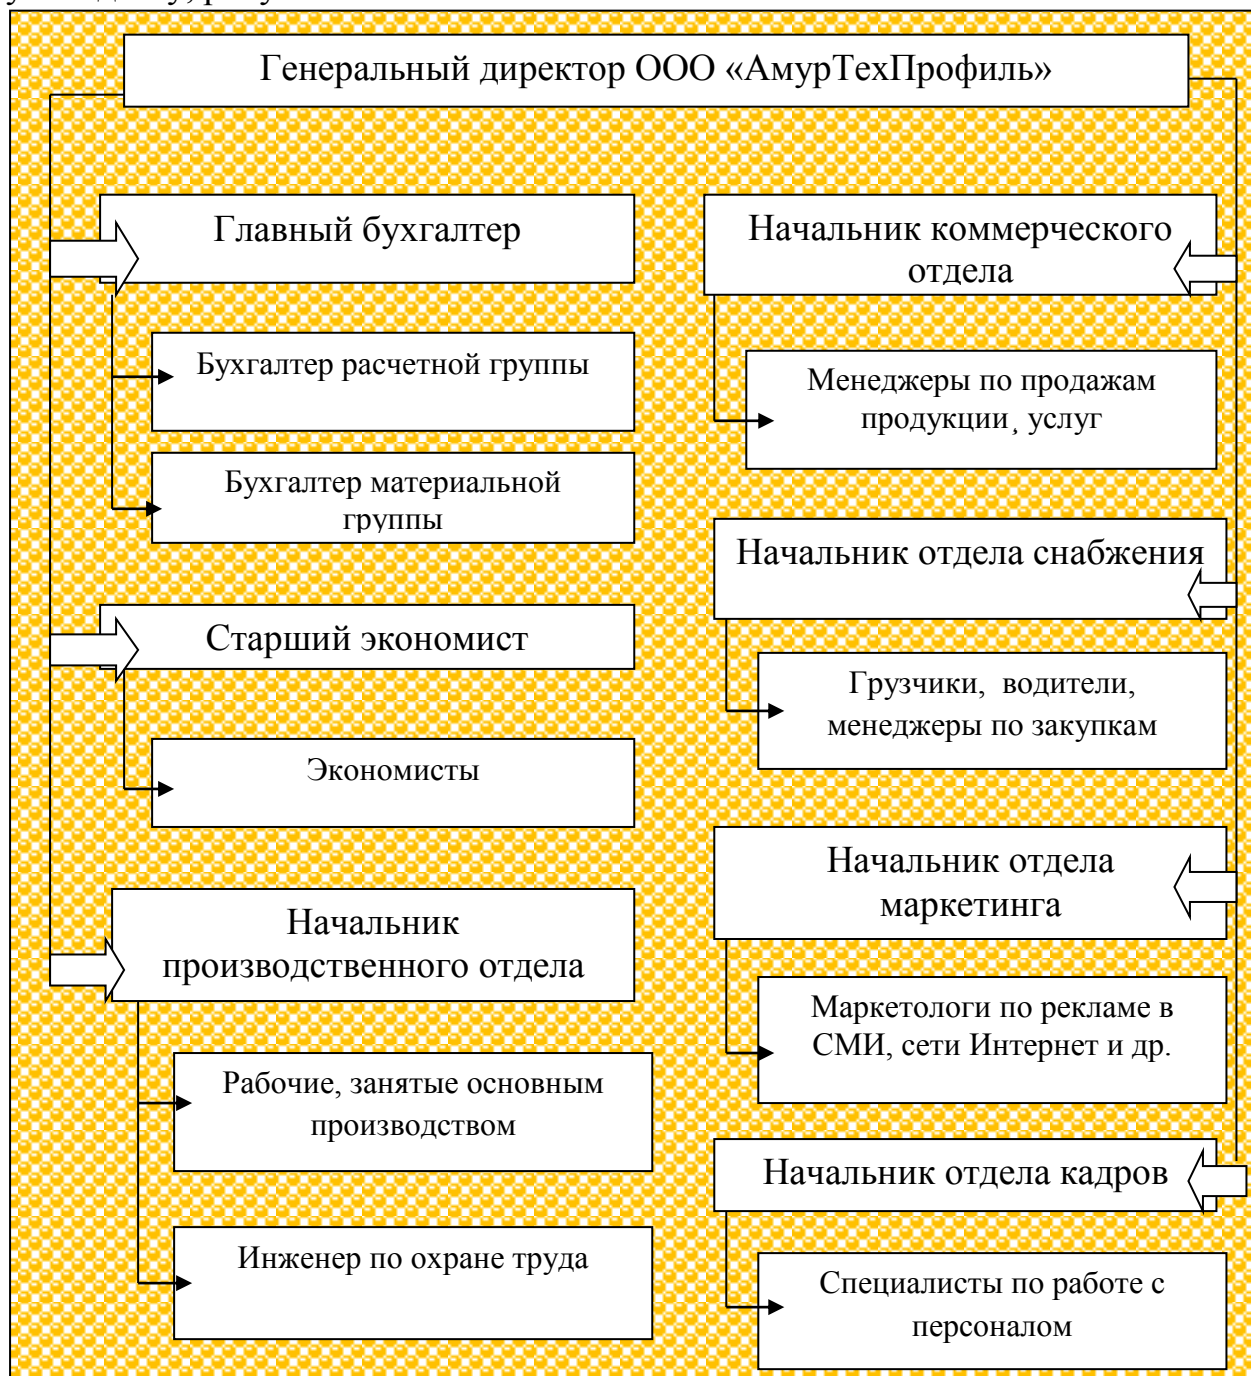 Генеральный директор ООО «АмурТехПрофиль»
Главный бухгалтер
Бухгалтер расчетной группы
Бухгалтер материальной
группы
Старший экономист
Экономисты
Начальник
производственного отдела
Рабочие, занятые основным
производством
Инженер по охране труда
Начальник коммерческого
отдела
Менеджеры по продажам
продукции, услуг
Начальник отдела снабжения
Грузчики, водители,
менеджеры по закупкам
Начальник отдела
маркетинга
Маркетологи по рекламе в
СМИ, сети Интернет и др.
Начальник отдела кадров
Специалисты по работе с
персоналом